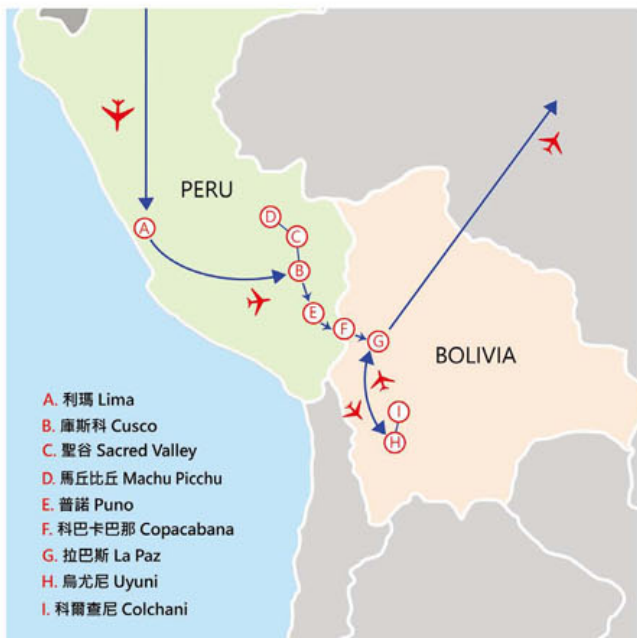 PERU
D
C
A
B
E
F
G
BOLIVIA
I
H
A. 利瑪 Lima
B. 庫斯科 Cusco
C. 聖谷 Sacred Valley
D. 馬丘比丘 Machu Picchu
E. 普諾 Puno
F. 科巴卡巴那 Copacabana
G. 拉巴斯 La Paz
H. 烏尤尼 Uyuni
I. 科爾查尼 Colchani